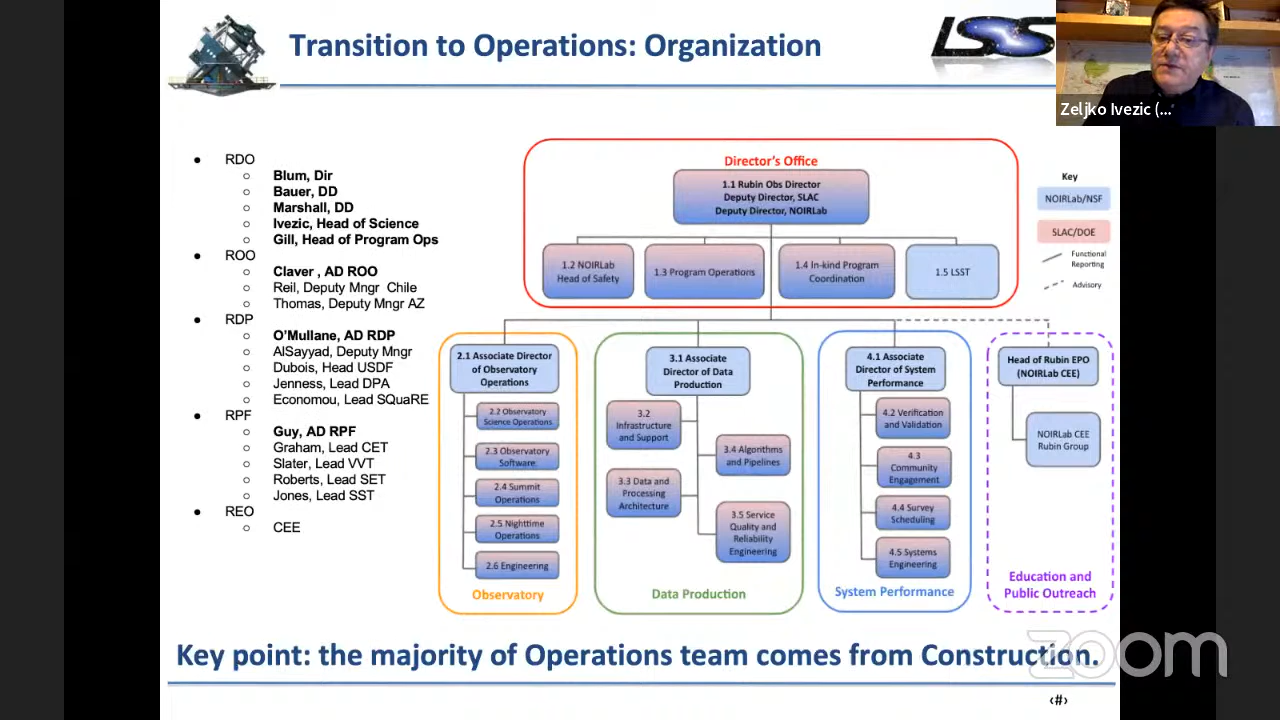 Transition to Operations: Organization
LSS
Zeljko Ivezic (...
• RDO
○ Blum, Dir
○ Bauer, DD
○ Marshall, DD
○ Ivezic, Head of Science
○ Gill, Head of Program Ops
• ROO
○ Claver , AD ROO
○ Reil, Deputy Mngr Chile
○ Thomas, Deputy Mngr AZ
• RDP
○ O'Mullane, AD RDP
○ AlSayyad, Deputy Mngr
○ Dubois, Head USDF
○ Jenness, Lead DPA
○ Economou, Lead SQuaRE
• RPF
○ Guy, AD RPF
○ Graham, Lead CET
○ Slater, Lead VVT
○ Roberts, Lead SET
○ Jones, Lead SST
• REO
○ CEE
Director's Office
1.1 Rubin Obs Director
Deputy Director, SLAC
Deputy Director, NOIRLab
1.2 NOIRLab
Head of Safety
1.3 Program Operations
1.4 In-kind Program
Coordination
1.5 LSST
Key
NOIRLab/NSF
SLAC/DOE
Functional
Reporting
Advisory
2.1 Associate Director
of Observatory
Operations
2.2 Observatory
Science Operations
2.3 Observatory
Software
2.4 Summit
Operations
2.5 Nighttime
Operations
2.6 Engineering
Observatory
3.1 Associate
Director of Data
Production
3.2
Infrastructure
and Support
3.3 Data and
Processing
Architecture
3.4 Algorithms
and Pipelines
3.5 Service
Quality and
Reliability
Engineering
Data Production
4.1 Associate
Director of System
Performance
4.2 Verification
and Validation
4.3
Community
Engagement
4.4 Survey
Scheduling
4.5 Systems
Engineering
System Performance
Head of Rubin EPO
(NOIRLab CEE)
NOIRLab CEE
Rubin Group
Education and
Public Outreach
Key point: the majority of Operations team comes from Construction.
zoom
‹#›